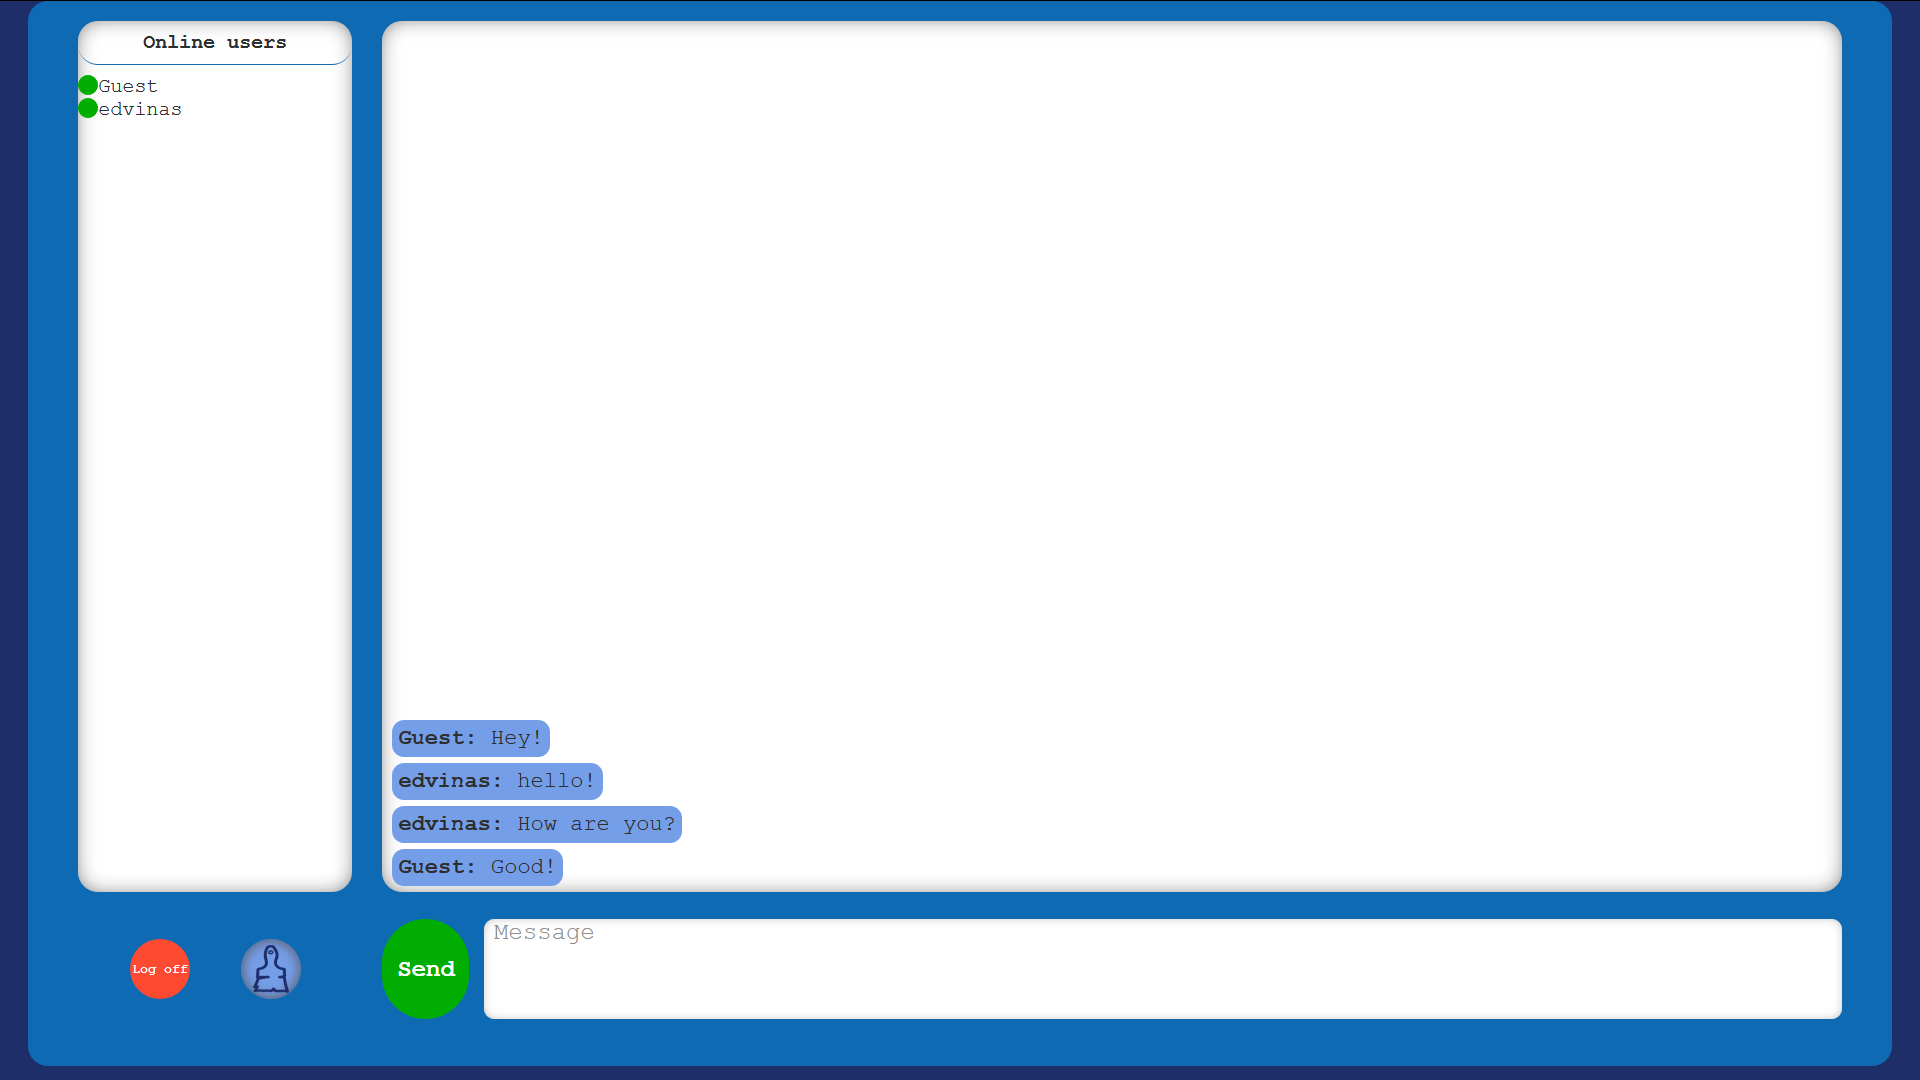 Online users
Guest
edvinas
Guest: Hey!
edvinas: hello!
edvinas: How are you?
Guest: Good!
Log off
Send
Message